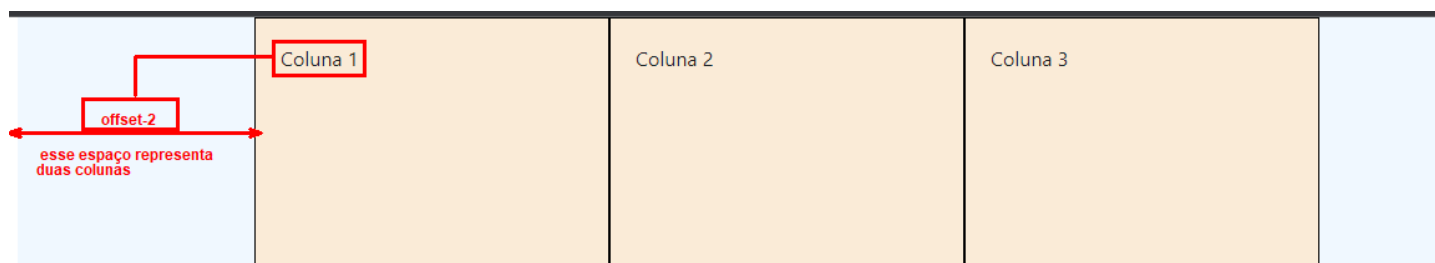 Coluna 1
Coluna 2
Coluna 3
offset-2
esse espaço representa
duas colunas